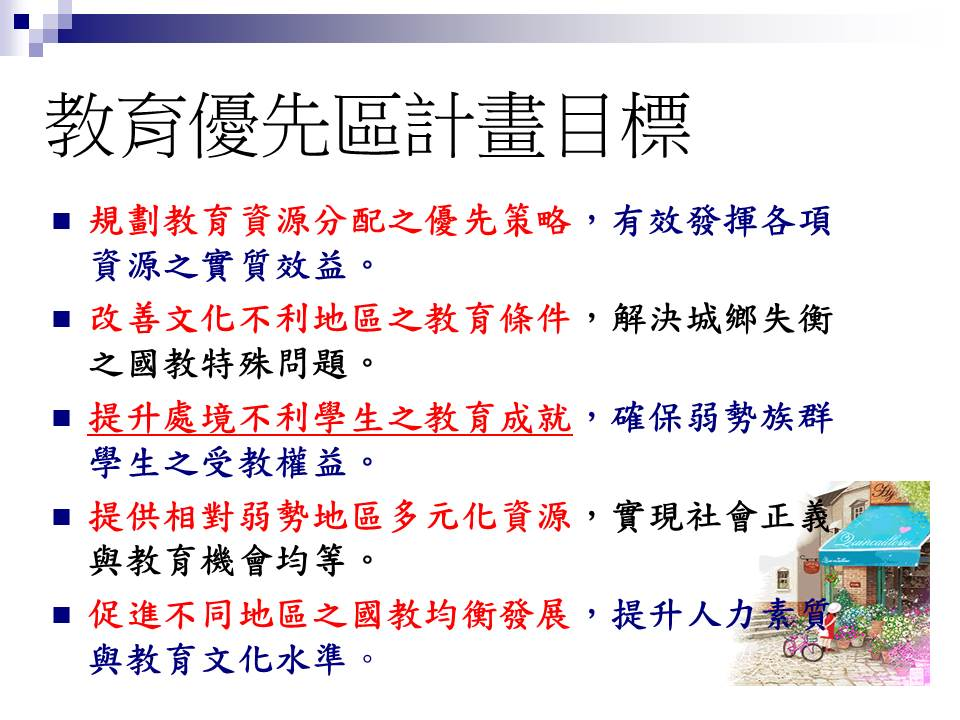 教育優先區計畫目標
規劃教育資源分配之優先策略，有效發揮各項
資源之實質效益。
改善文化不利地區之教育條件，解決城鄉失衡
之國教特殊問題。
提升處境不利學生之教育成就，確保弱勢族群
學生之受教權益。
提供相對弱勢地區多元化資源，實現社會正義
與教育機會均等。
促進不同地區之國教均衡發展，提升人力素質
與教育文化水準。